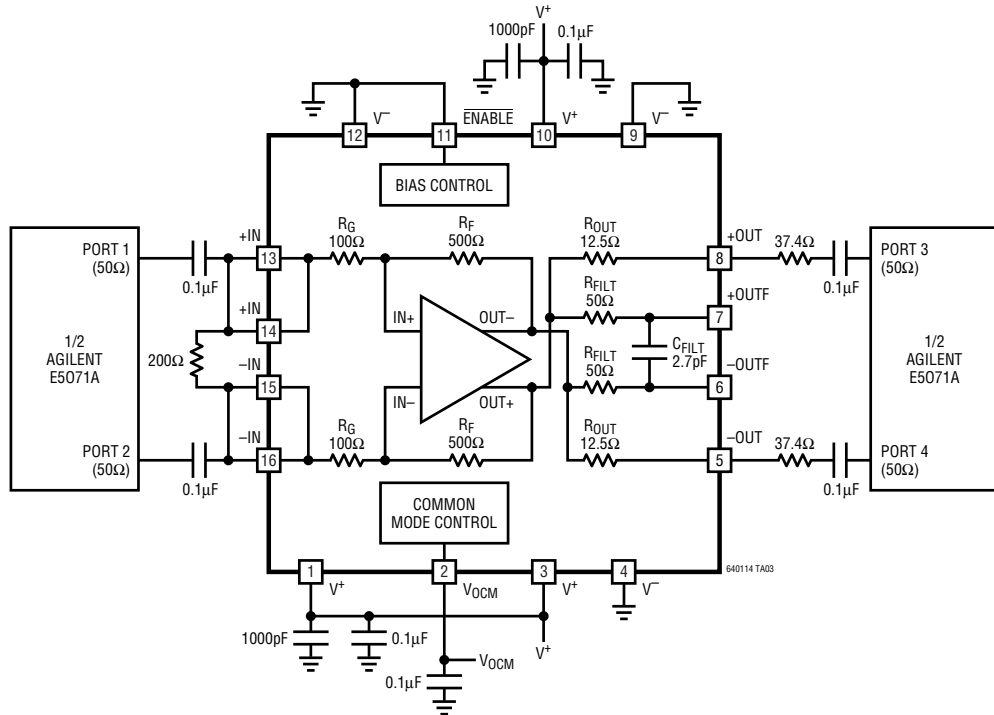 V+
1000pF
0.1µF
V−
ENABLE
V+
V−
12
11
10
9
BIAS CONTROL
PORT 1
(50Ω)
0.1µF
+IN
13
RG
100Ω
RF
500Ω
ROUT
12.5Ω
+OUT
8
37.4Ω
0.1µF
PORT 3
(50Ω)
1/2
AGILENT
E5O71A
200Ω
+IN
14
−IN
15
IN+
OUT−
IN−
OUT+
RFILT
50Ω
+OUTF
7
CFILT
2.7pF
RFILT
50Ω
6
−OUTF
1/2
AGILENT
E5O71A
PORT 2
(50Ω)
0.1µF
−IN
16
RG
100Ω
RF
500Ω
ROUT
12.5Ω
−OUT
5
37.4Ω
0.1µF
PORT 4
(50Ω)
COMMON
MODE CONTROL
640114 TA03
1
2
3
4
V+
VOCM
V+
V−
1000pF
0.1µF
V+
VOCM
0.1µF